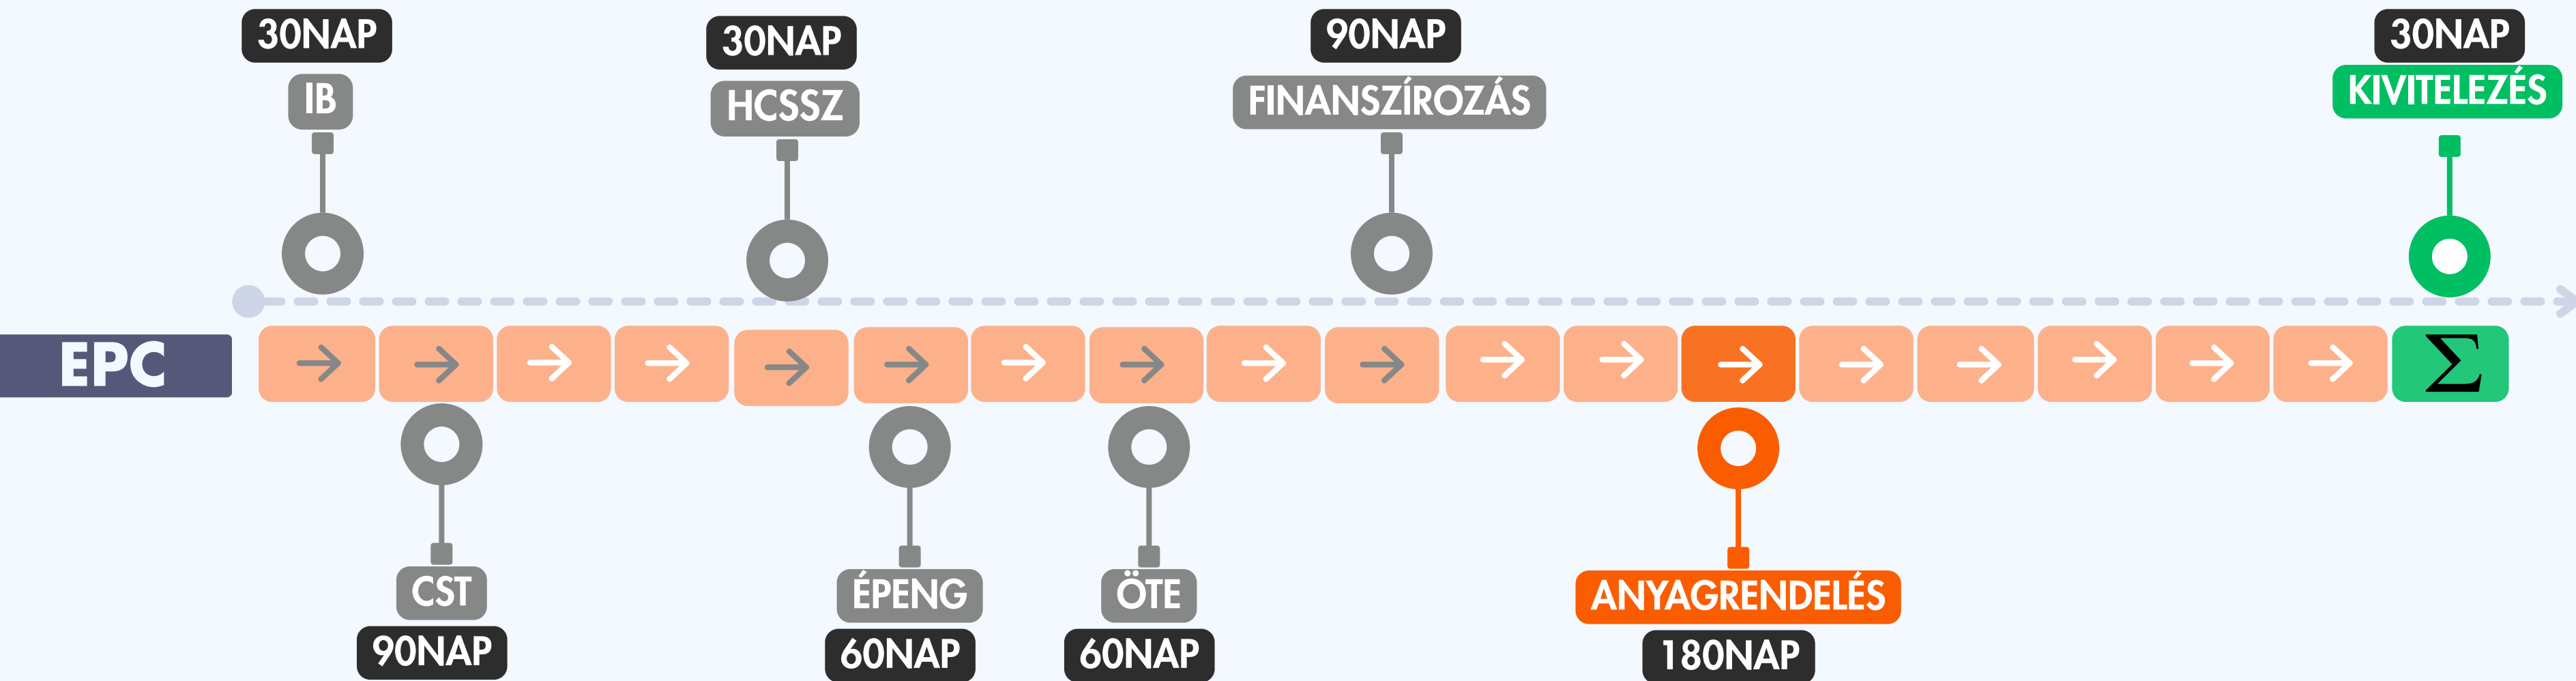 30NAP
IB
30NAP
HCSSZ
90NAP
FINANSZÍROZÁS
30NAP
KIVITELEZÉS
EPC
Σ
CST
90NAP
ÉPENG
60NAP
ÖTE
60NAP
ANYAGRENDELÉS
180NAP